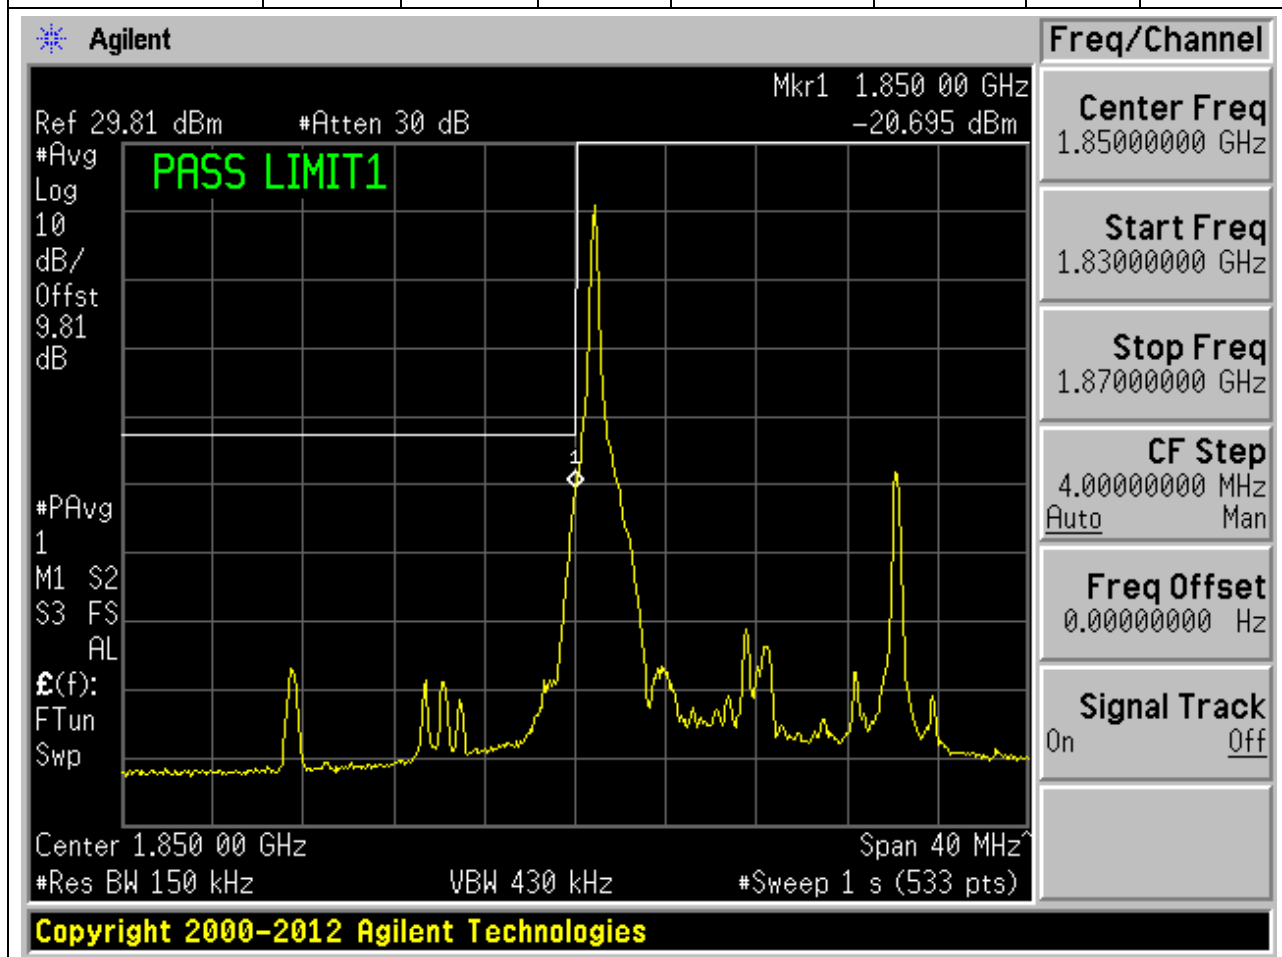 Agilent
Freq/Channel
Mkr1 1.850 00 GHz
Ref 29.81 dBm #Atten 30 dB -20.695 dBm
#Avg
Log
10
dB/
Offst
9.81
dB
PASS LIMIT1
1
#PAvg
1
M1 S2
S3 FS
AL
£(f):
FTun
Swp
Center 1.850 00 GHz Span 40 MHz^
#Res BW 150 kHz VBW 430 kHz #Sweep 1 s (533 pts)
Center Freq
1.85000000 GHz
Start Freq
1.83000000 GHz
Stop Freq
1.87000000 GHz
CF Step
4.00000000 MHz
Auto Man
Freq Offset
0.00000000 Hz
Signal Track
On Off
Copyright 2000-2012 Agilent Technologies